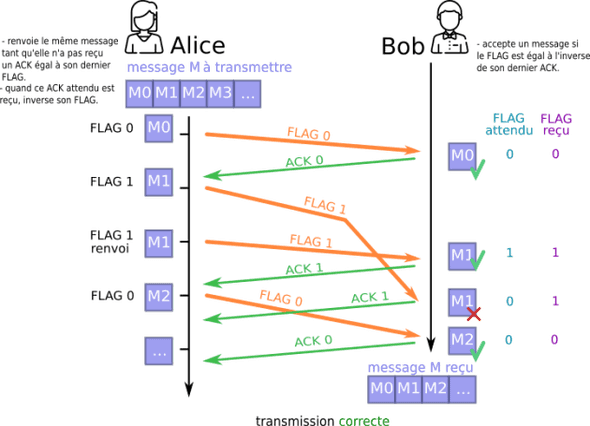 Alice
Bob
- renvoie le même message
tant qu'elle n'a pas reçu
un ACK égal à son dernier
FLAG.
- quand ce ACK attendu est
reçu, inverse son FLAG.
- accepte un message si
le FLAG est égal à l'inverse
de son dernier ACK.
message M à transmettre
M0 M1 M2 M3 ...
FLAG attendu
FLAG reçu
FLAG 0 M0
FLAG 0
ACK 0
M0 0 0
FLAG 1 M1
FLAG 1
FLAG 1 renvoi M1
FLAG 1
M1 1 1
ACK 1
FLAG 0 M2
FLAG 0
ACK 1
M1 0 1
M2 0 0
...
ACK 0
message M reçu
M0 M1 M2 ...
transmission correcte